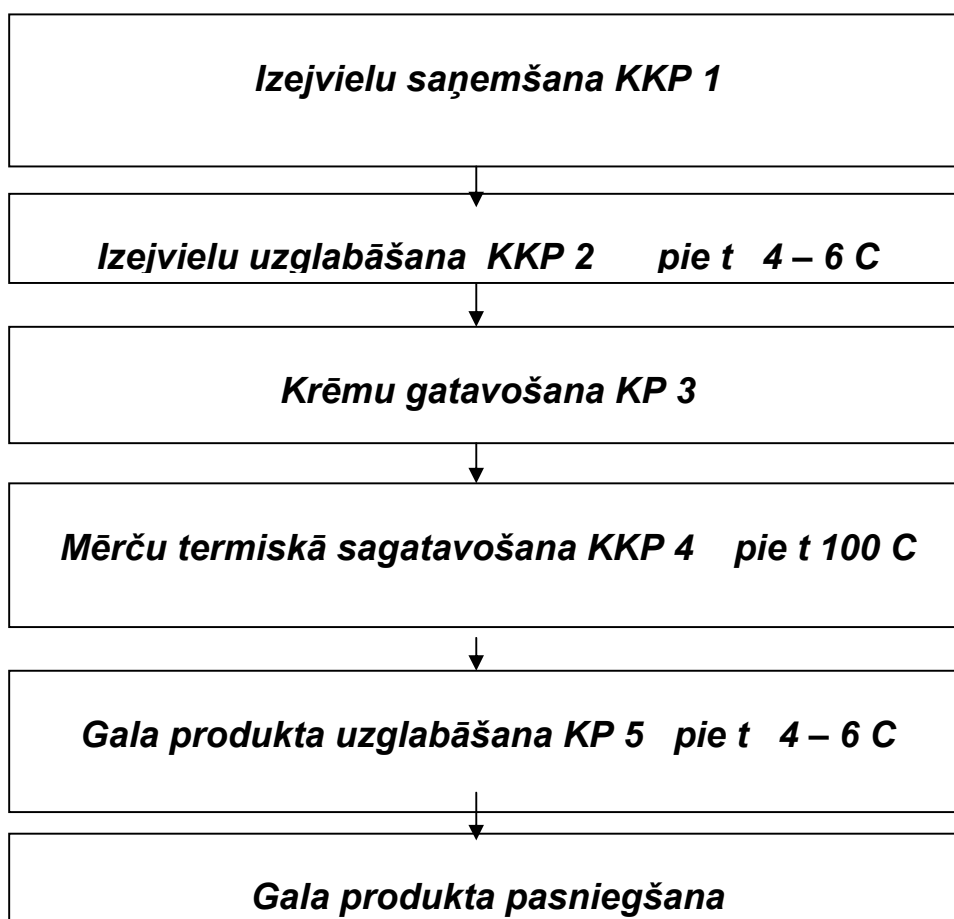 Izejvielu saņemšana KKP 1
Izejvielu uzglabāšana KKP 2 pie t 4 – 6 C
Krēmu gatavošana KP 3
Mērču termiskā sagatavošana KKP 4 pie t 100 C
Gala produkta uzglabāšana KP 5 pie t 4 – 6 C
Gala produkta pasniegšana